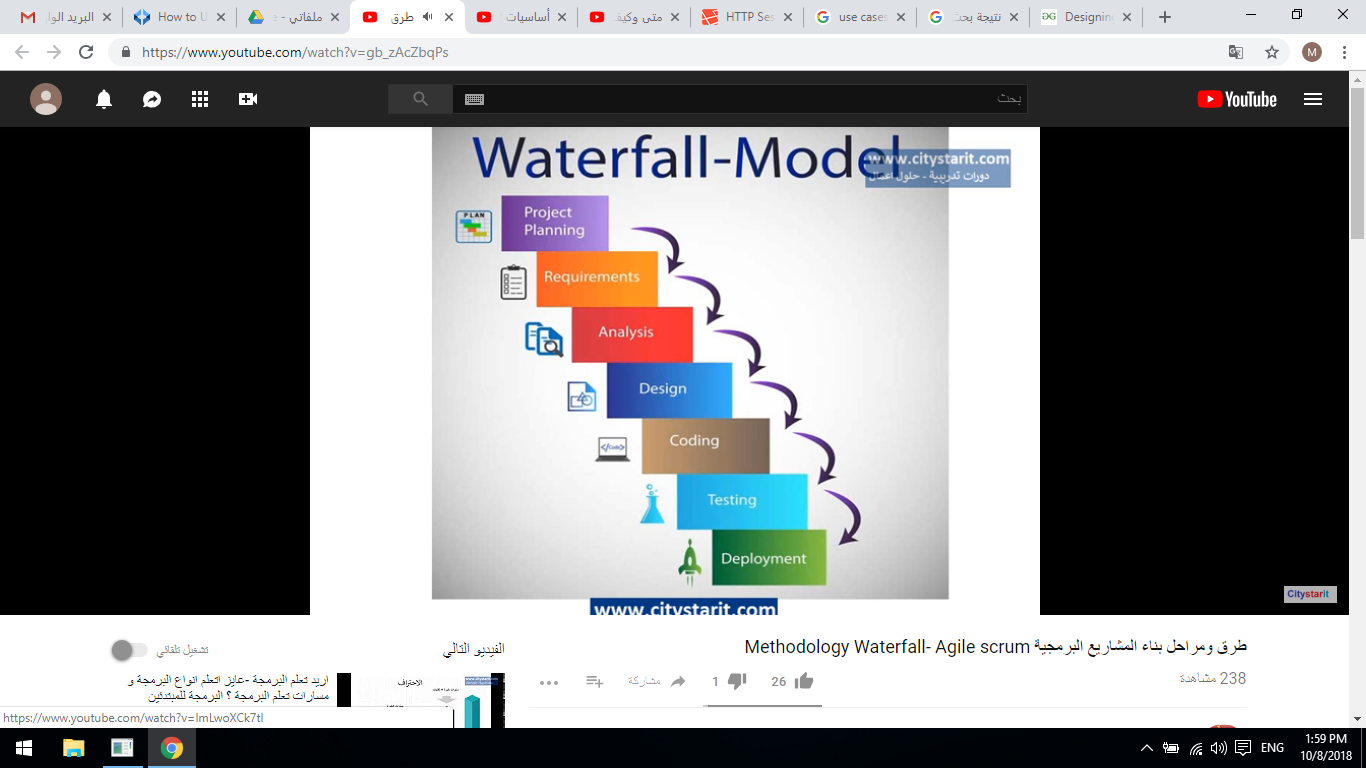 البريد الوار
How to U
ملفاتي - e
طرق
أساسيات
متى وكيف
HTTP Ses
use cases
نتيجة بحث
Designing
https://www.youtube.com/watch?v=gb_zAcZbqPs
M
بحث
YouTube
Waterfall-Model
www.citystarit.com
دورات تدريبية - حلول اعمال
PLAN
Project
Planning
Requirements
Analysis
Design
</Code>
Coding
Testing
Deployment
www.citystarit.com
Citystarit
طرق ومراحل بناء المشاريع البرمجية Methodology Waterfall- Agile scrum
238 مشاهدة
26
1
مشاركة
الفيديو التالي
تشغيل تلقائي
اريد تعلم البرمجة -عايز اتعلم انواع البرمجة و
مسارات تعلم البرمجة ؟ البرمجة للمبتدئين
الاحتراف
https://www.youtube.com/watch?v=ImLwoXCk7tI
ENG
1:59 PM
10/8/2018